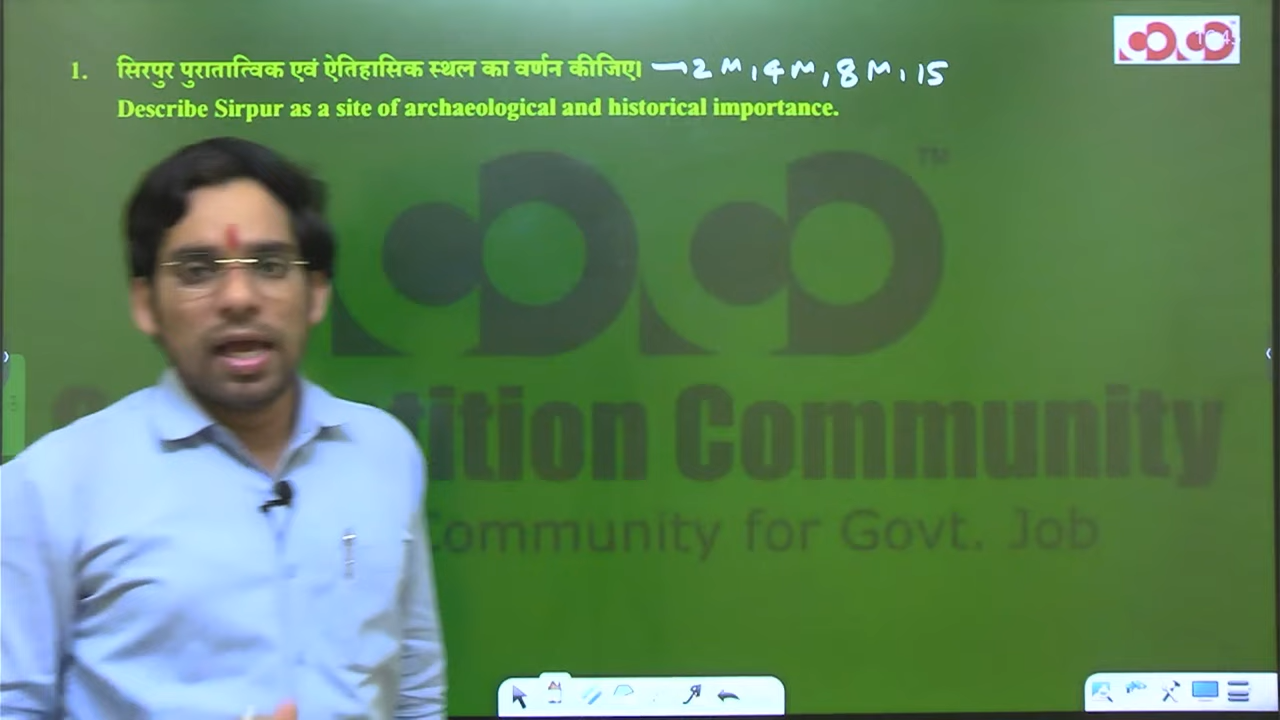 1. सिरपुर पुरातात्विक एवं ऐतिहासिक स्थल का वर्णन कीजिए। →2 M, 4 M, 8 M, 15
Describe Sirpur as a site of archaeological and historical importance.
TM
Community
Community for Govt. Job